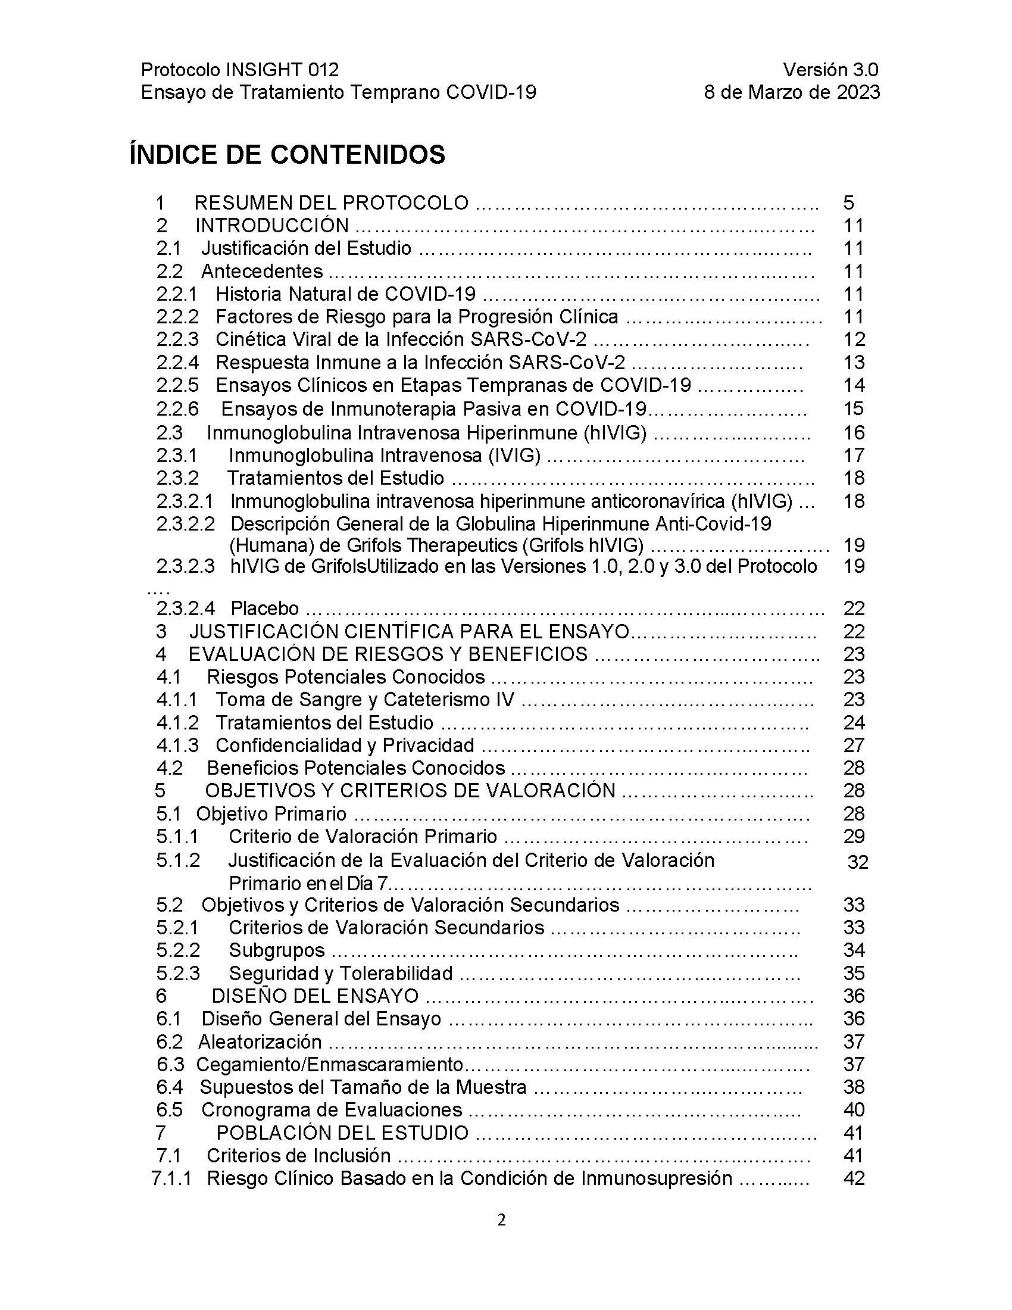 Protocolo INSIGHT 012 Versión 3.0
Ensayo de Tratamiento Temprano COVID-19 8 de Marzo de 2023
ÍNDICE DE CONTENIDOS
1 RESUMEN DEL PROTOCOLO …………………………………………….. 5
2 INTRODUCCIÓN ……………………………………………………………… 11
2.1 Justificación del Estudio …………………………………………………….. 11
2.2 Antecedentes …………………………………………………………………. 11
2.2.1 Historia Natural de COVID-19 …………………………………………….. 11
2.2.2 Factores de Riesgo para la Progresión Clínica …………………………. 11
2.2.3 Cinética Viral de la Infección SARS-CoV-2 …………………………….. 12
2.2.4 Respuesta Inmune a la Infección SARS-CoV-2 ……………………….. 13
2.2.5 Ensayos Clínicos en Etapas Tempranas de COVID-19 …………….. 14
2.2.6 Ensayos de Inmunoterapia Pasiva en COVID-19…………………….. 15
2.3 Inmunoglobulina Intravenosa Hiperinmune (hIVIG) …………………….. 16
2.3.1 Inmunoglobulina Intravenosa (IVIG) …………………………………. 17
2.3.2 Tratamientos del Estudio ……………………………………………….. 18
2.3.2.1 Inmunoglobulina intravenosa hiperinmune anticoronavírica (hIVIG) … 18
2.3.2.2 Descripción General de la Globulina Hiperinmune Anti-Covid-19
(Humana) de Grifols Therapeutics (Grifols hIVIG) ………………………. 19
2.3.2.3 hIVIG de GrifolsUtilizado en las Versiones 1.0, 2.0 y 3.0 del Protocolo 19
….
2.3.2.4 Placebo ……………………………………………………………………… 22
3 JUSTIFICACIÓN CIENTÍFICA PARA EL ENSAYO……………………….. 22
4 EVALUACIÓN DE RIESGOS Y BENEFICIOS …………………………….. 23
4.1 Riesgos Potenciales Conocidos …………………………………………. 23
4.1.1 Toma de Sangre y Cateterismo IV ……………………………………… 23
4.1.2 Tratamientos del Estudio ………………………………………………….. 24
4.1.3 Confidencialidad y Privacidad …………………………………………….. 27
4.2 Beneficios Potenciales Conocidos ……………………………………… 28
5 OBJETIVOS Y CRITERIOS DE VALORACIÓN ………………………….. 28
5.1 Objetivo Primario ……………………………………………………………. 28
5.1.1 Criterio de Valoración Primario ………………………………………. 29
5.1.2 Justificación de la Evaluación del Criterio de Valoración 32
Primario en el Día 7…………………………………………………………
5.2 Objetivos y Criterios de Valoración Secundarios ……………………… 33
5.2.1 Criterios de Valoración Secundarios ………………………………….. 33
5.2.2 Subgrupos …………………………………………………………………….. 34
5.2.3 Seguridad y Tolerabilidad ……………………………………………… 35
6 DISEÑO DEL ENSAYO …………………………………………………. 36
6.1 Diseño General del Ensayo ………………………………………………... 36
6.2 Aleatorización …………………………………………………………......... 37
6.3 Cegamiento/Enmascaramiento……………………………………………. 37
6.4 Supuestos del Tamaño de la Muestra …………………………………… 38
6.5 Cronograma de Evaluaciones …………………………………………….. 40
7 POBLACIÓN DEL ESTUDIO ……………………………………………… 41
7.1 Criterios de Inclusión ………………………………………………………. 41
7.1.1 Riesgo Clínico Basado en la Condición de Inmunosupresión ……..… 42
2